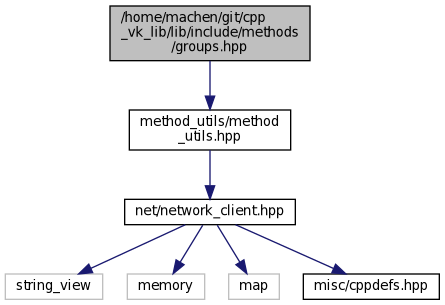 /home/machen/git/cpp
_vk_lib/lib/include/methods
/groups.hpp
method_utils/method
_utils.hpp
net/network_client.hpp
string_view
memory
map
misc/cppdefs.hpp